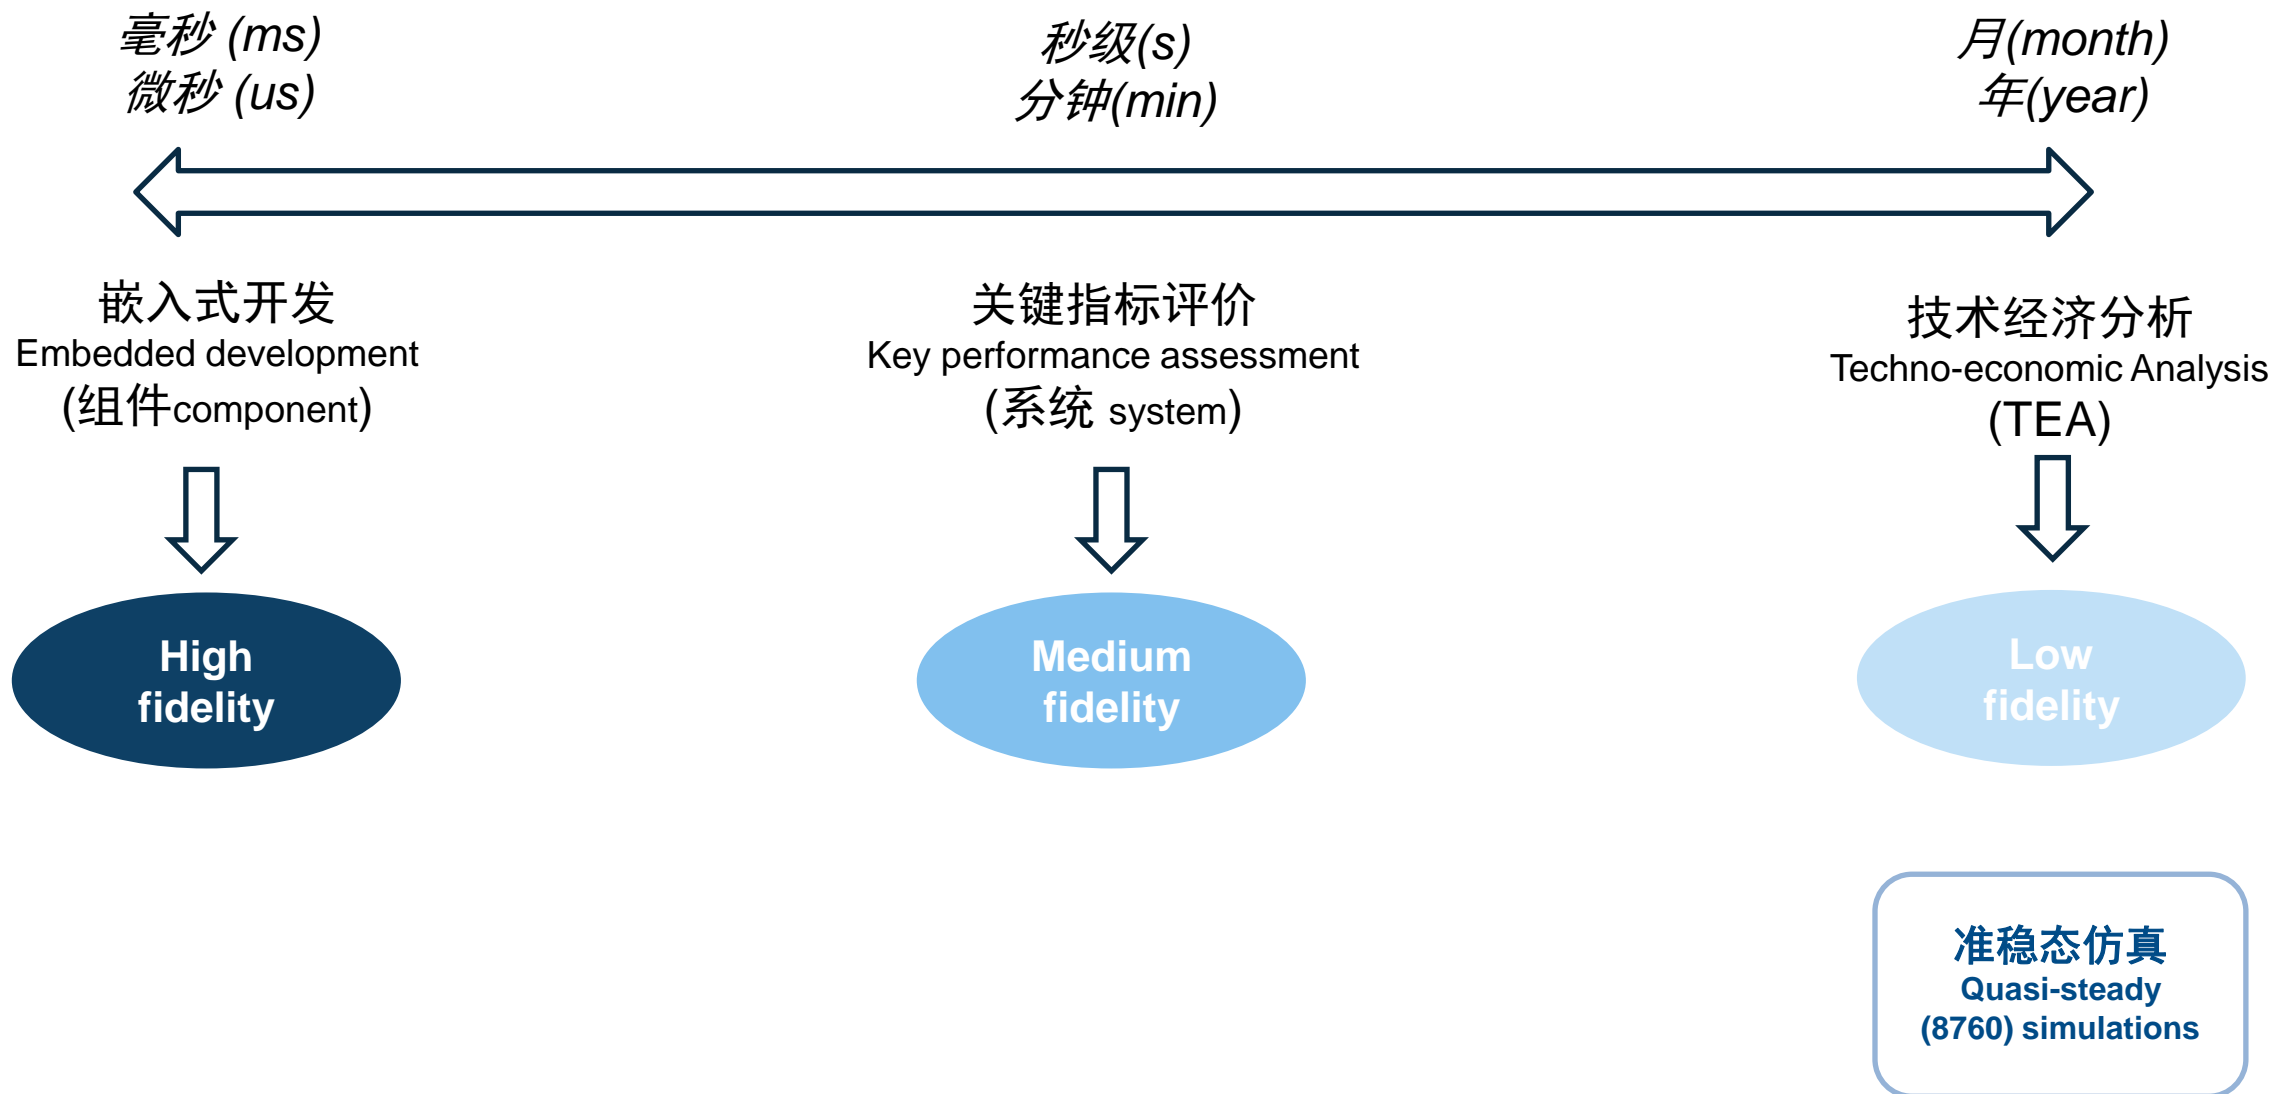 毫秒 (ms)
微秒 (us)
秒级(s)
分钟(min)
月(month)
年(year)
嵌入式开发
Embedded development
(组件component)
关键指标评价
Key performance assessment
(系统 system)
技术经济分析
Techno-economic Analysis
(TEA)
High
fidelity
Medium
fidelity
Low
fidelity
准稳态仿真
Quasi-steady
(8760) simulations